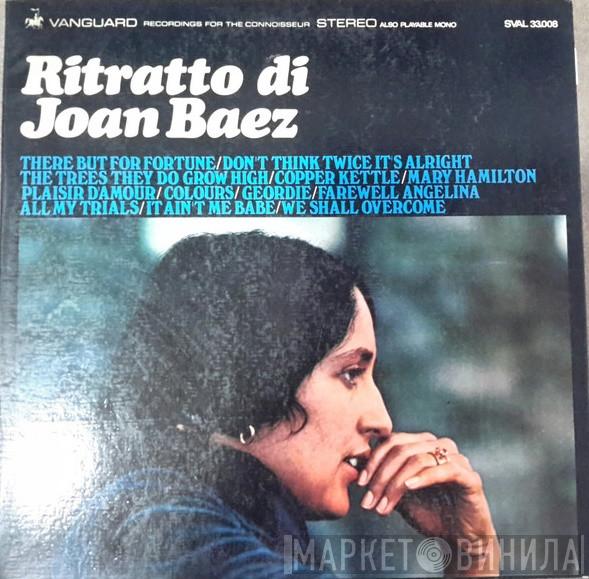 VANGUARD RECORDINGS FOR THE CONNOISSEUR STEREO ALSO PLAYABLE MONO SVAL 33.008
Ritratto di
Joan Baez
THERE BUT FOR FORTUNE/DON'T THINK TWICE IT'S ALRIGHT
THE TREES THEY DO GROW HIGH/COPPER KETTLE/MARY HAMILTON
PLAISIR D'AMOUR/COLOURS/GEORDIE/FAREWELL ANGELINA
ALL MY TRIALS/IT AIN'T ME BABE/WE SHALL OVERCOME
МАРКЕТ ВИНИЛА